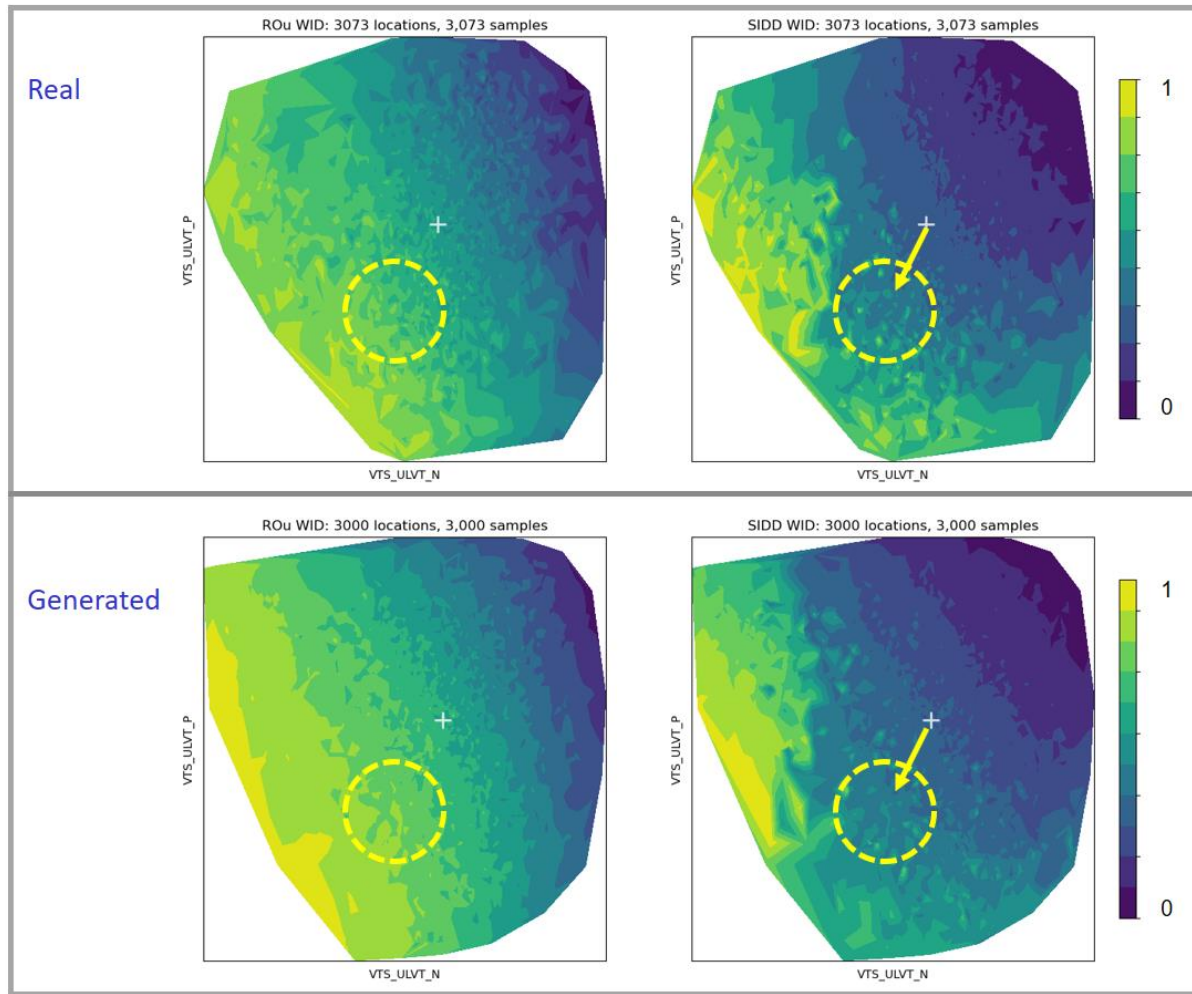 ROu WID: 3073 locations, 3,073 samples
SIDD WID: 3073 locations, 3,073 samples
Real
1
VTS_ULVT_P
VTS_ULVT_P
0
VTS_ULVT_N
VTS_ULVT_N
ROu WID: 3000 locations, 3,000 samples
SIDD WID: 3000 locations, 3,000 samples
Generated
1
VTS_ULVT_P
VTS_ULVT_P
0
VTS_ULVT_N
VTS_ULVT_N